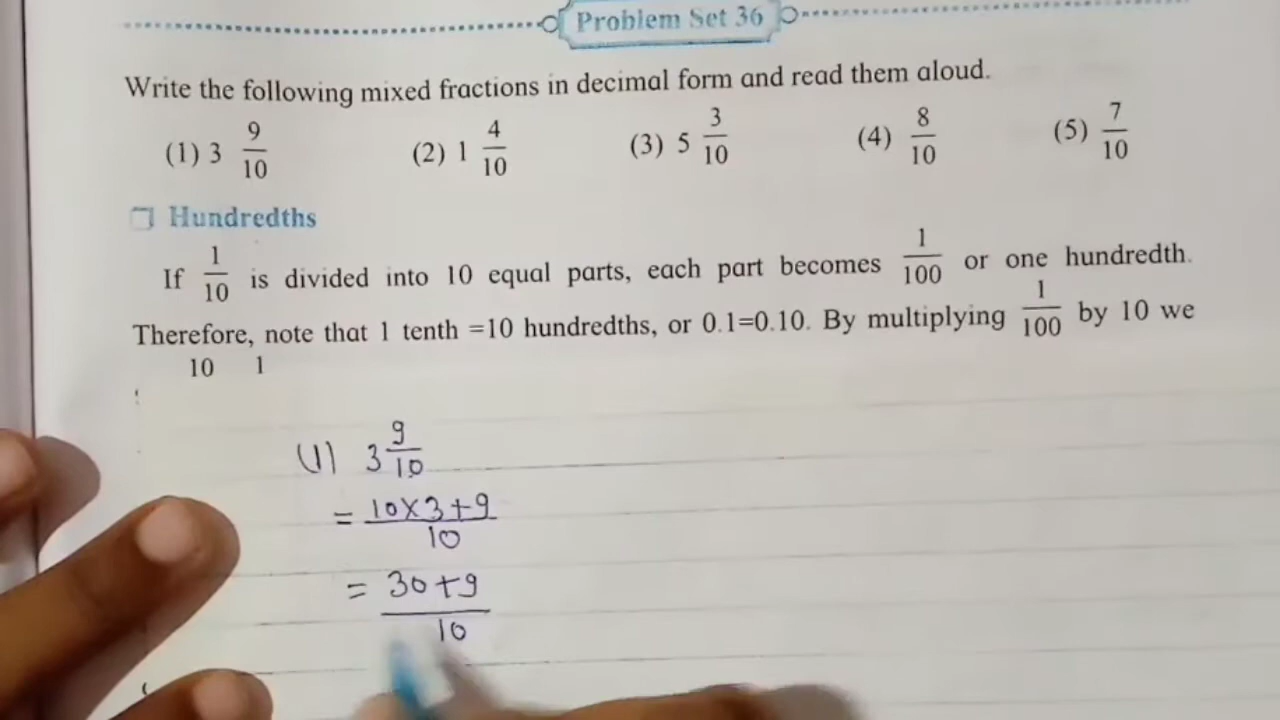 Problem Set 36
Write the following mixed fractions in decimal form and read them aloud.
(1) 3 9/10 (2) 1 4/10 (3) 5 3/10 (4) 8/10 (5) 7/10
Hundredths
If 1/10 is divided into 10 equal parts, each part becomes 1/100 or one hundredth.
Therefore, note that 1 tenth =10 hundredths, or 0.1=0.10. By multiplying 1/100 by 10 we
10 1
(1) 3 9/10
= 10×3+9/10
= 30+9/10